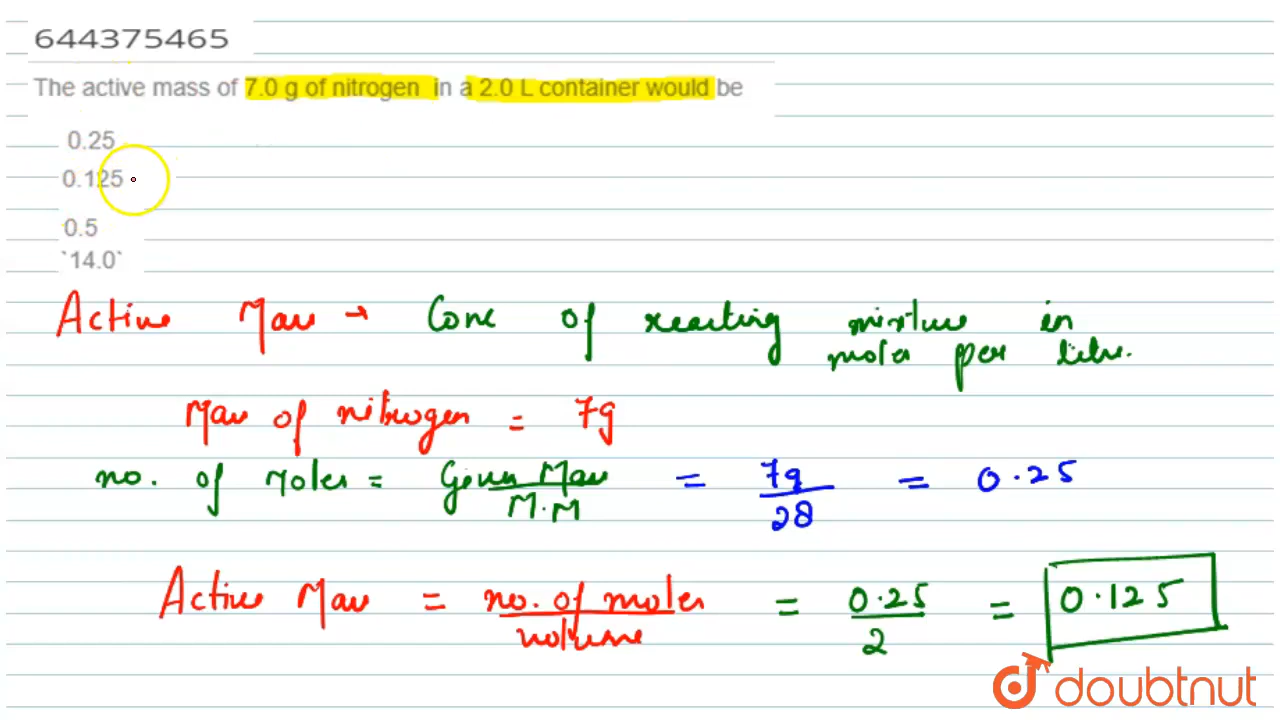 644375465
The active mass of 7.0 g of nitrogen in a 2.0 L container would be
0.25
0.125
0.5
`14.0`
Active Mass → Conc of reacting mixture in
moles per litre.
Mass of nitrogen = 7g
no. of moles = Given Mass / M.M = 7g / 28 = 0.25
Active Mass = no. of moles / volume = 0.25 / 2 = 0.125
doubtnut